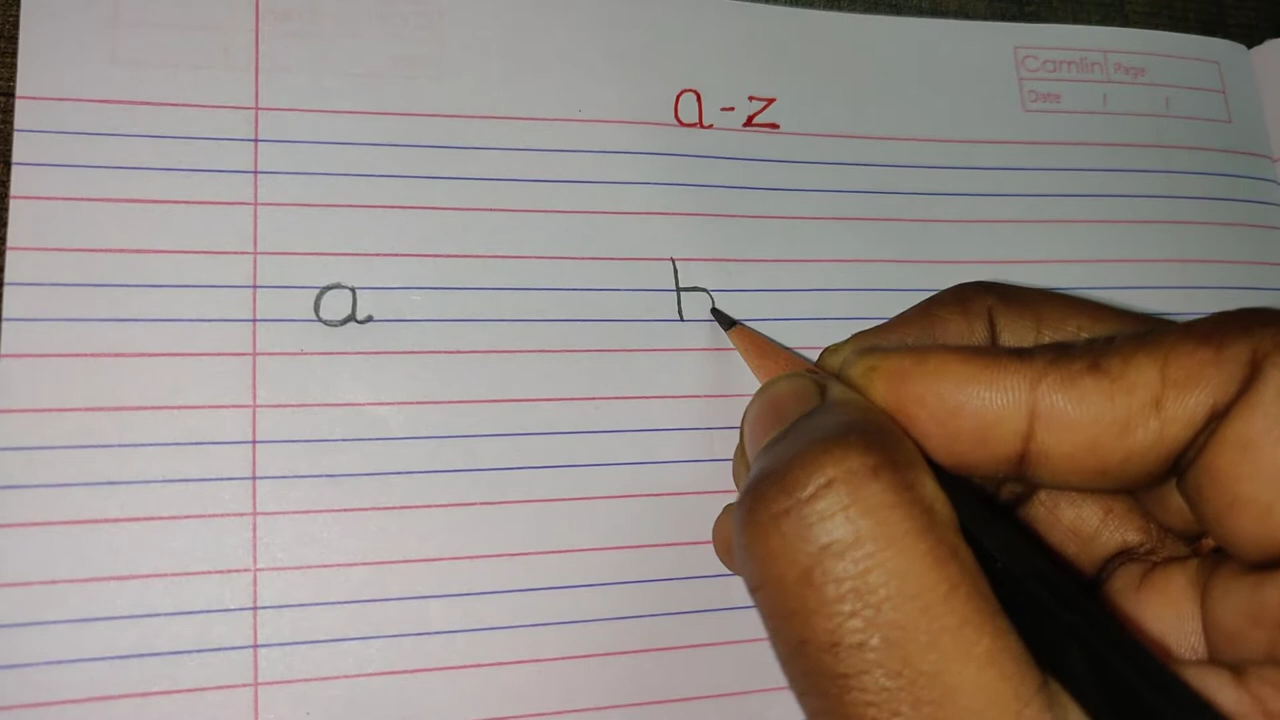 Camlin Page
Date / /
a-z
a h